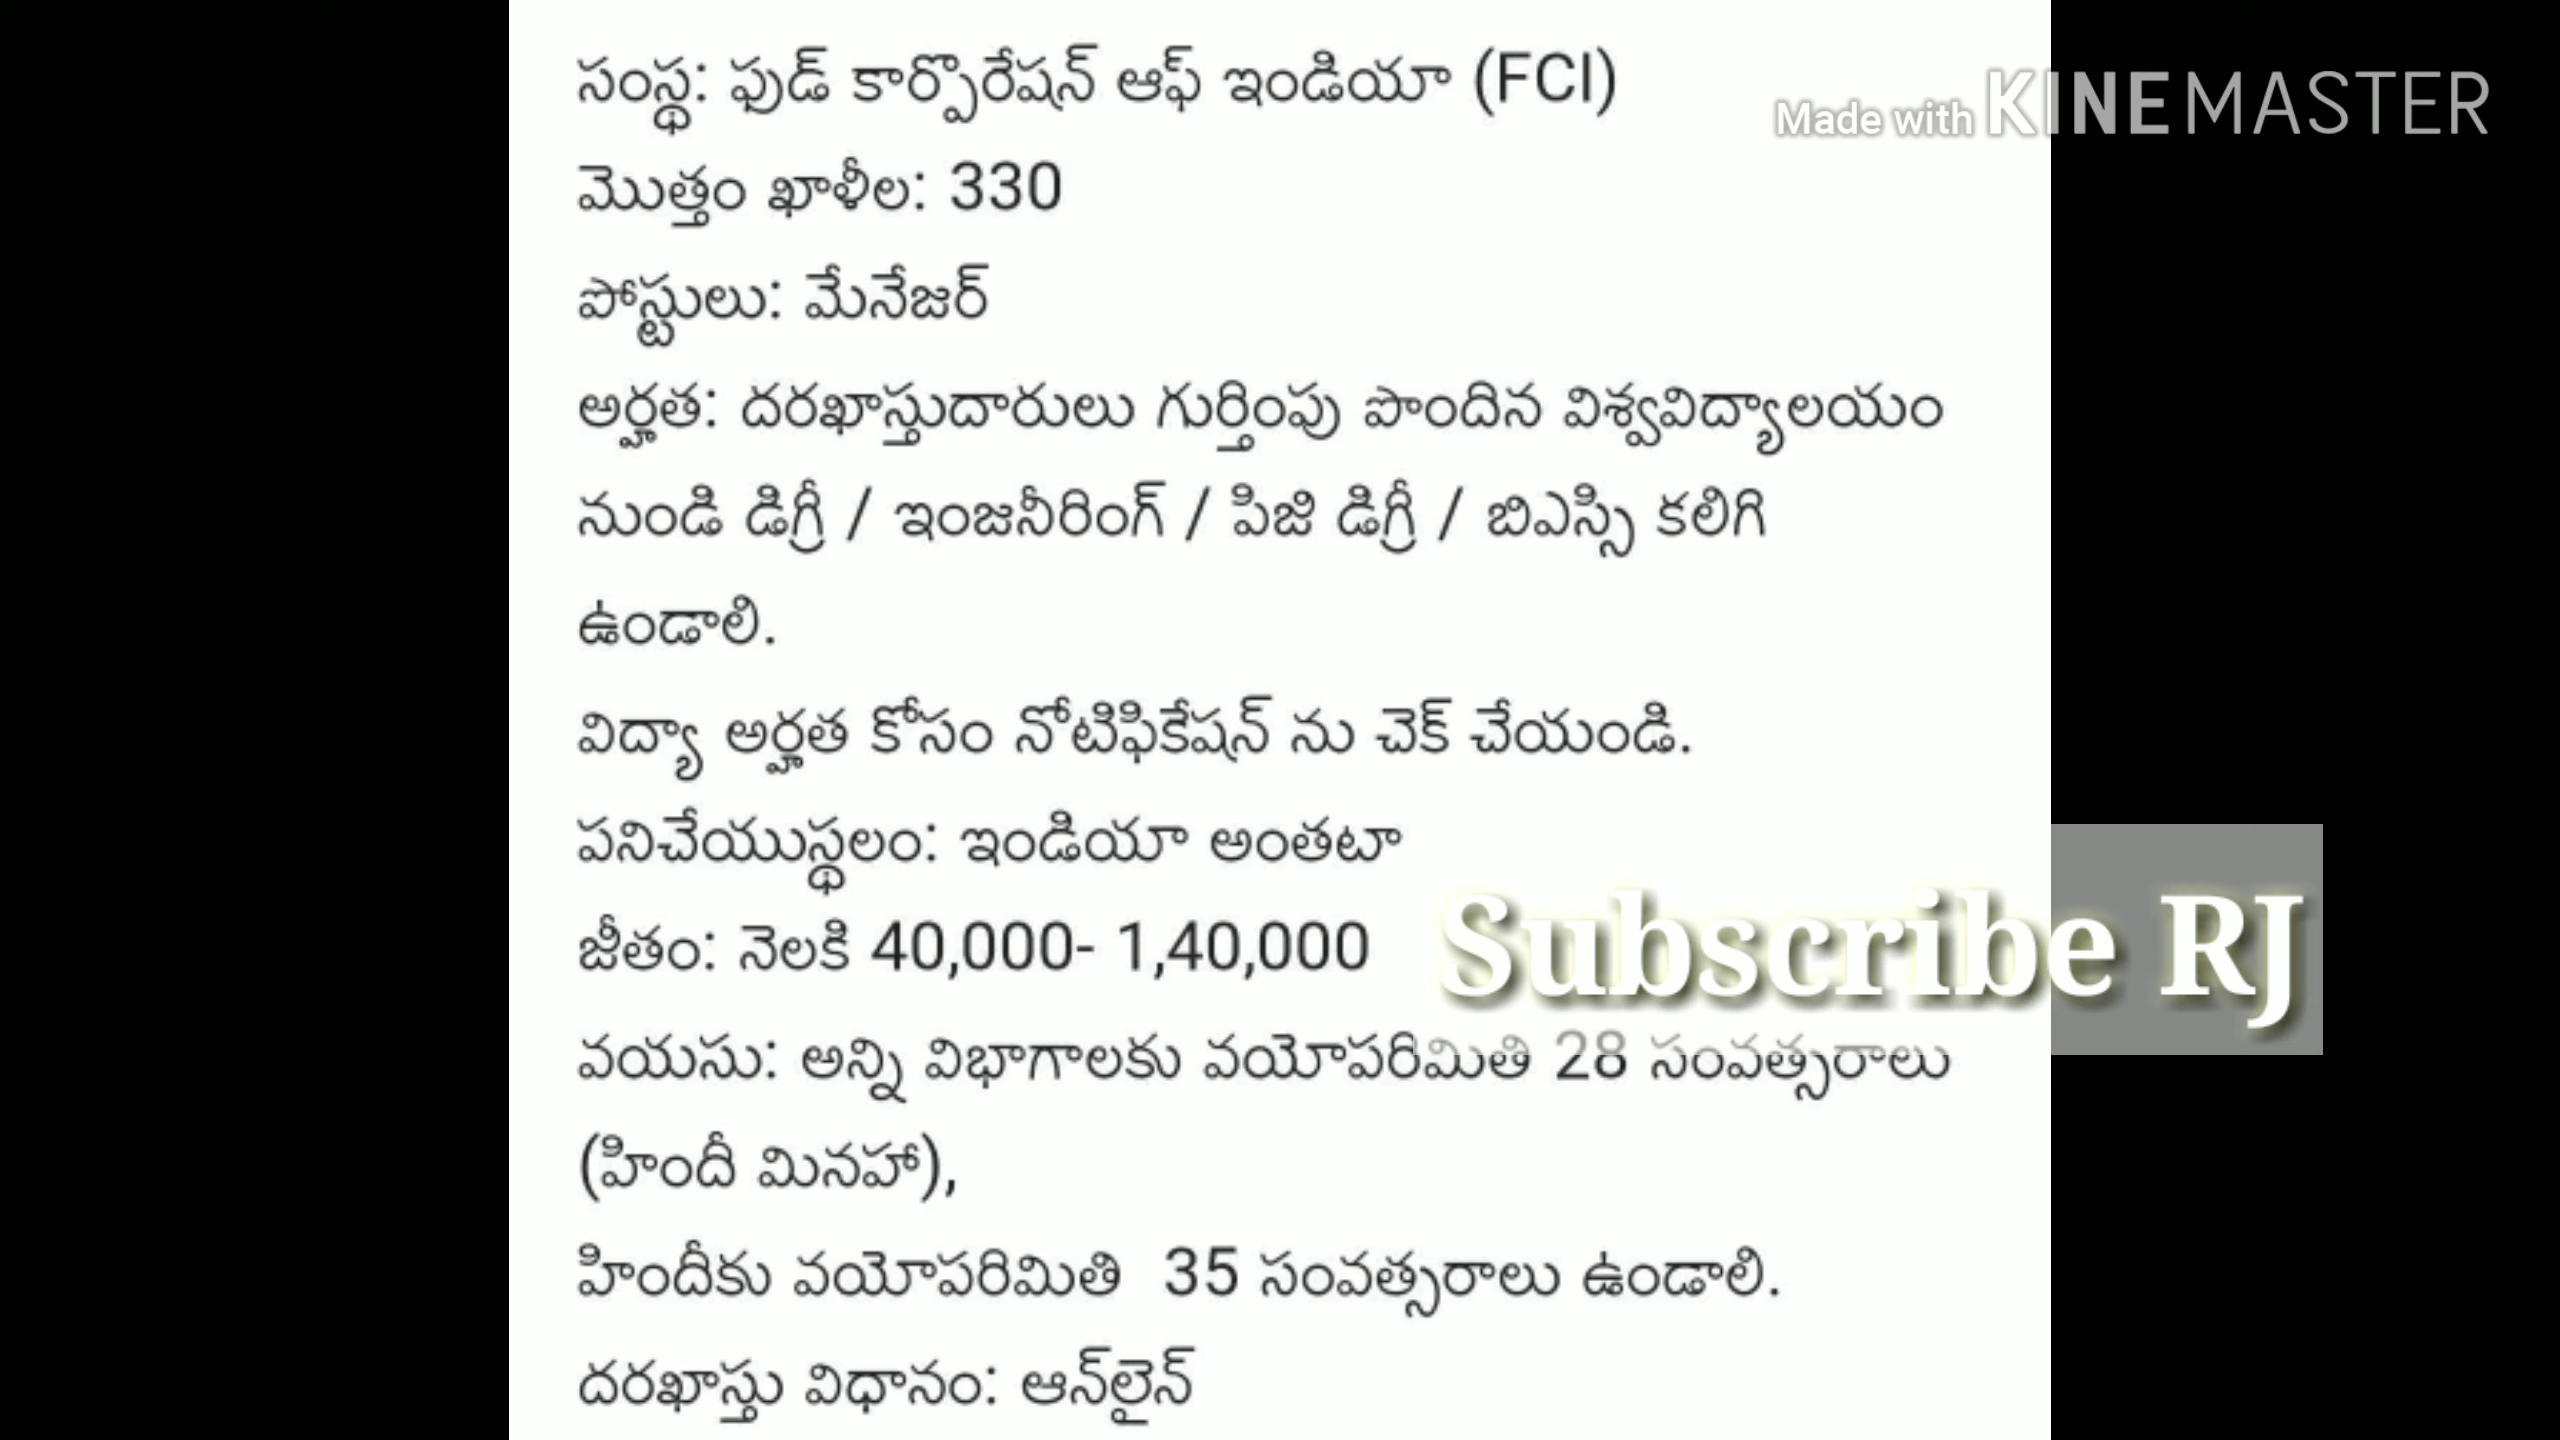 సంస్థ: ఫుడ్ కార్పొరేషన్ ఆఫ్ ఇండియా (FCI)
Made with KINEMASTER
మొత్తం ఖాళీల: 330
పోస్టులు: మేనేజర్
అర్హత: దరఖాస్తుదారులు గుర్తింపు పొందిన విశ్వవిద్యాలయం
నుండి డిగ్రీ / ఇంజనీరింగ్ / పిజి డిగ్రీ / బిఎస్సి కలిగి
ఉండాలి.
విద్యా అర్హత కోసం నోటిఫికేషన్ ను చెక్ చేయండి.
పనిచేయుస్థలం: ఇండియా అంతటా
జీతం: నెలకి 40,000- 1,40,000
Subscribe RJ
వయసు: అన్ని విభాగాలకు వయోపరిమితి 28 సంవత్సరాలు
(హిందీ మినహా),
హిందీకు వయోపరిమితి  35 సంవత్సరాలు ఉండాలి.
దరఖాస్తు విధానం: ఆన్‌లైన్